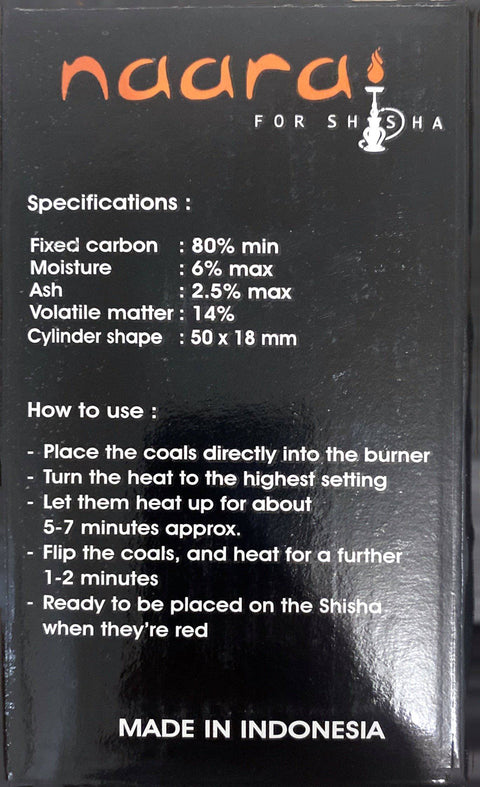 naara
FOR SHISHA
Specifications :
Fixed carbon : 80% min
Moisture : 6% max
Ash : 2.5% max
Volatile matter : 14%
Cylinder shape : 50 x 18 mm
How to use :
- Place the coals directly into the burner
- Turn the heat to the highest setting
- Let them heat up for about
5-7 minutes approx.
- Flip the coals, and heat for a further
1-2 minutes
- Ready to be placed on the Shisha
when they're red
MADE IN INDONESIA